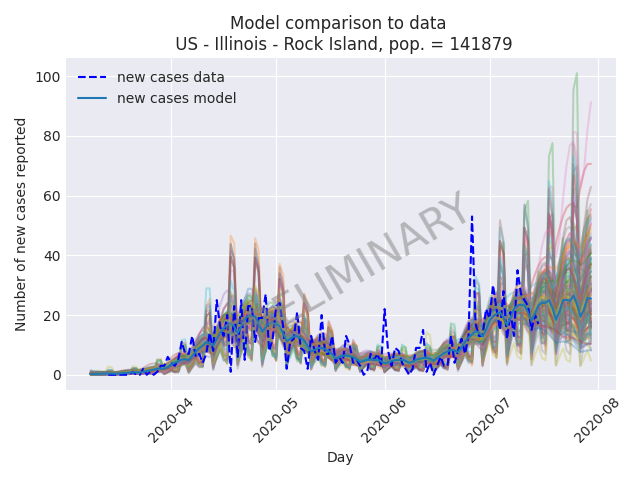 Model comparison to data
US - Illinois - Rock Island, pop. = 141879
new cases data
new cases model
Number of new cases reported
100
80
60
40
20
0
2020-04
2020-05
2020-06
2020-07
2020-08
Day